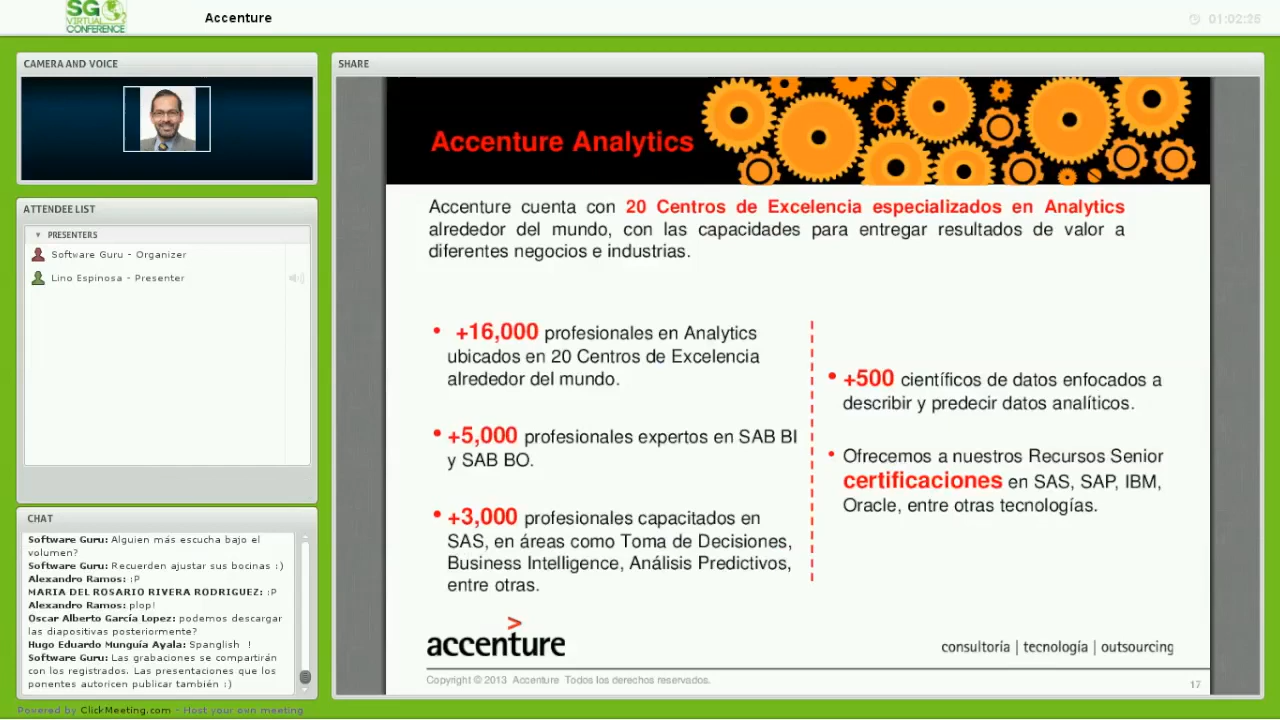 SG
VIRTUAL
CONFERENCE
Accenture
01:02:26
CAMERA AND VOICE
ATTENDEE LIST
PRESENTERS
Software Guru - Organizer
Lino Espinosa - Presenter
CHAT
Software Guru: Alguien más escucha bajo el
volumen?
Software Guru: Recuerden ajustar sus bocinas :)
Alexandro Ramos: :P
MARIA DEL ROSARIO RIVERA RODRIGUEZ: :P
Alexandro Ramos: plop!
Oscar Alberto García Lopez: podemos descargar
las diapositivas posteriormente?
Hugo Eduardo Munguía Ayala: Spanglish !
Software Guru: Las grabaciones se compartirán
con los registrados. Las presentaciones que los
ponentes autoricen publicar también :)
Powered by ClickMeeting.com - Host your own meeting
SHARE
Accenture Analytics
Accenture cuenta con 20 Centros de Excelencia especializados en Analytics
alrededor del mundo, con las capacidades para entregar resultados de valor a
diferentes negocios e industrias.
• +16,000 profesionales en Analytics
ubicados en 20 Centros de Excelencia
alrededor del mundo.
• +5,000 profesionales expertos en SAB BI
y SAB BO.
• +3,000 profesionales capacitados en
SAS, en áreas como Toma de Decisiones,
Business Intelligence, Análisis Predictivos,
entre otras.
• +500 científicos de datos enfocados a
describir y predecir datos analíticos.
• Ofrecemos a nuestros Recursos Senior
certificaciones en SAS, SAP, IBM,
Oracle, entre otras tecnologías.
accenture
consultoría | tecnología | outsourcing
Copyright © 2013 Accenture Todos los derechos reservados.
17